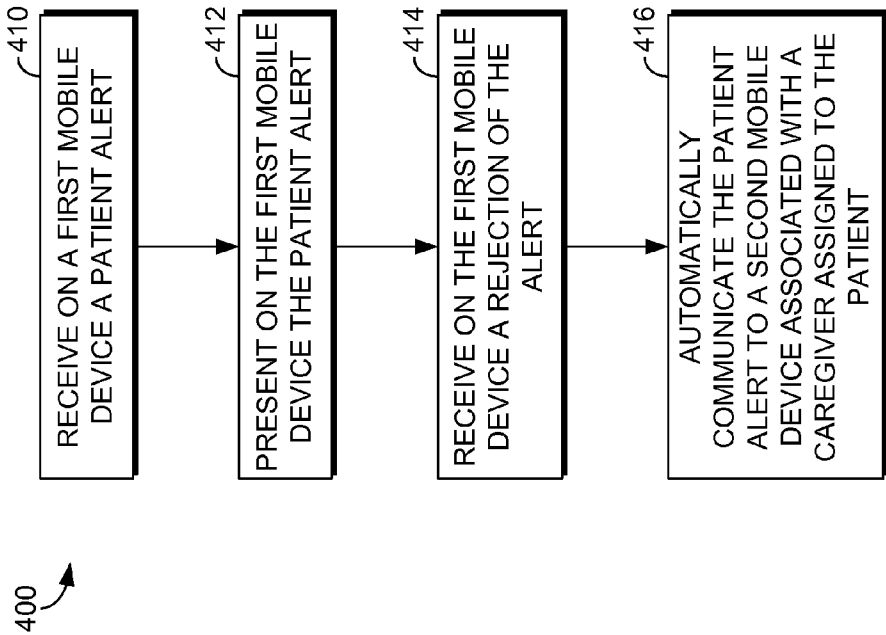 400
410
RECEIVE ON A FIRST MOBILE
DEVICE A PATIENT ALERT
412
PRESENT ON THE FIRST MOBILE
DEVICE THE PATIENT ALERT
414
RECEIVE ON THE FIRST MOBILE
DEVICE A REJECTION OF THE
ALERT
416
AUTOMATICALLY
COMMUNICATE THE PATIENT
ALERT TO A SECOND MOBILE
DEVICE ASSOCIATED WITH A
CAREGIVER ASSIGNED TO THE
PATIENT